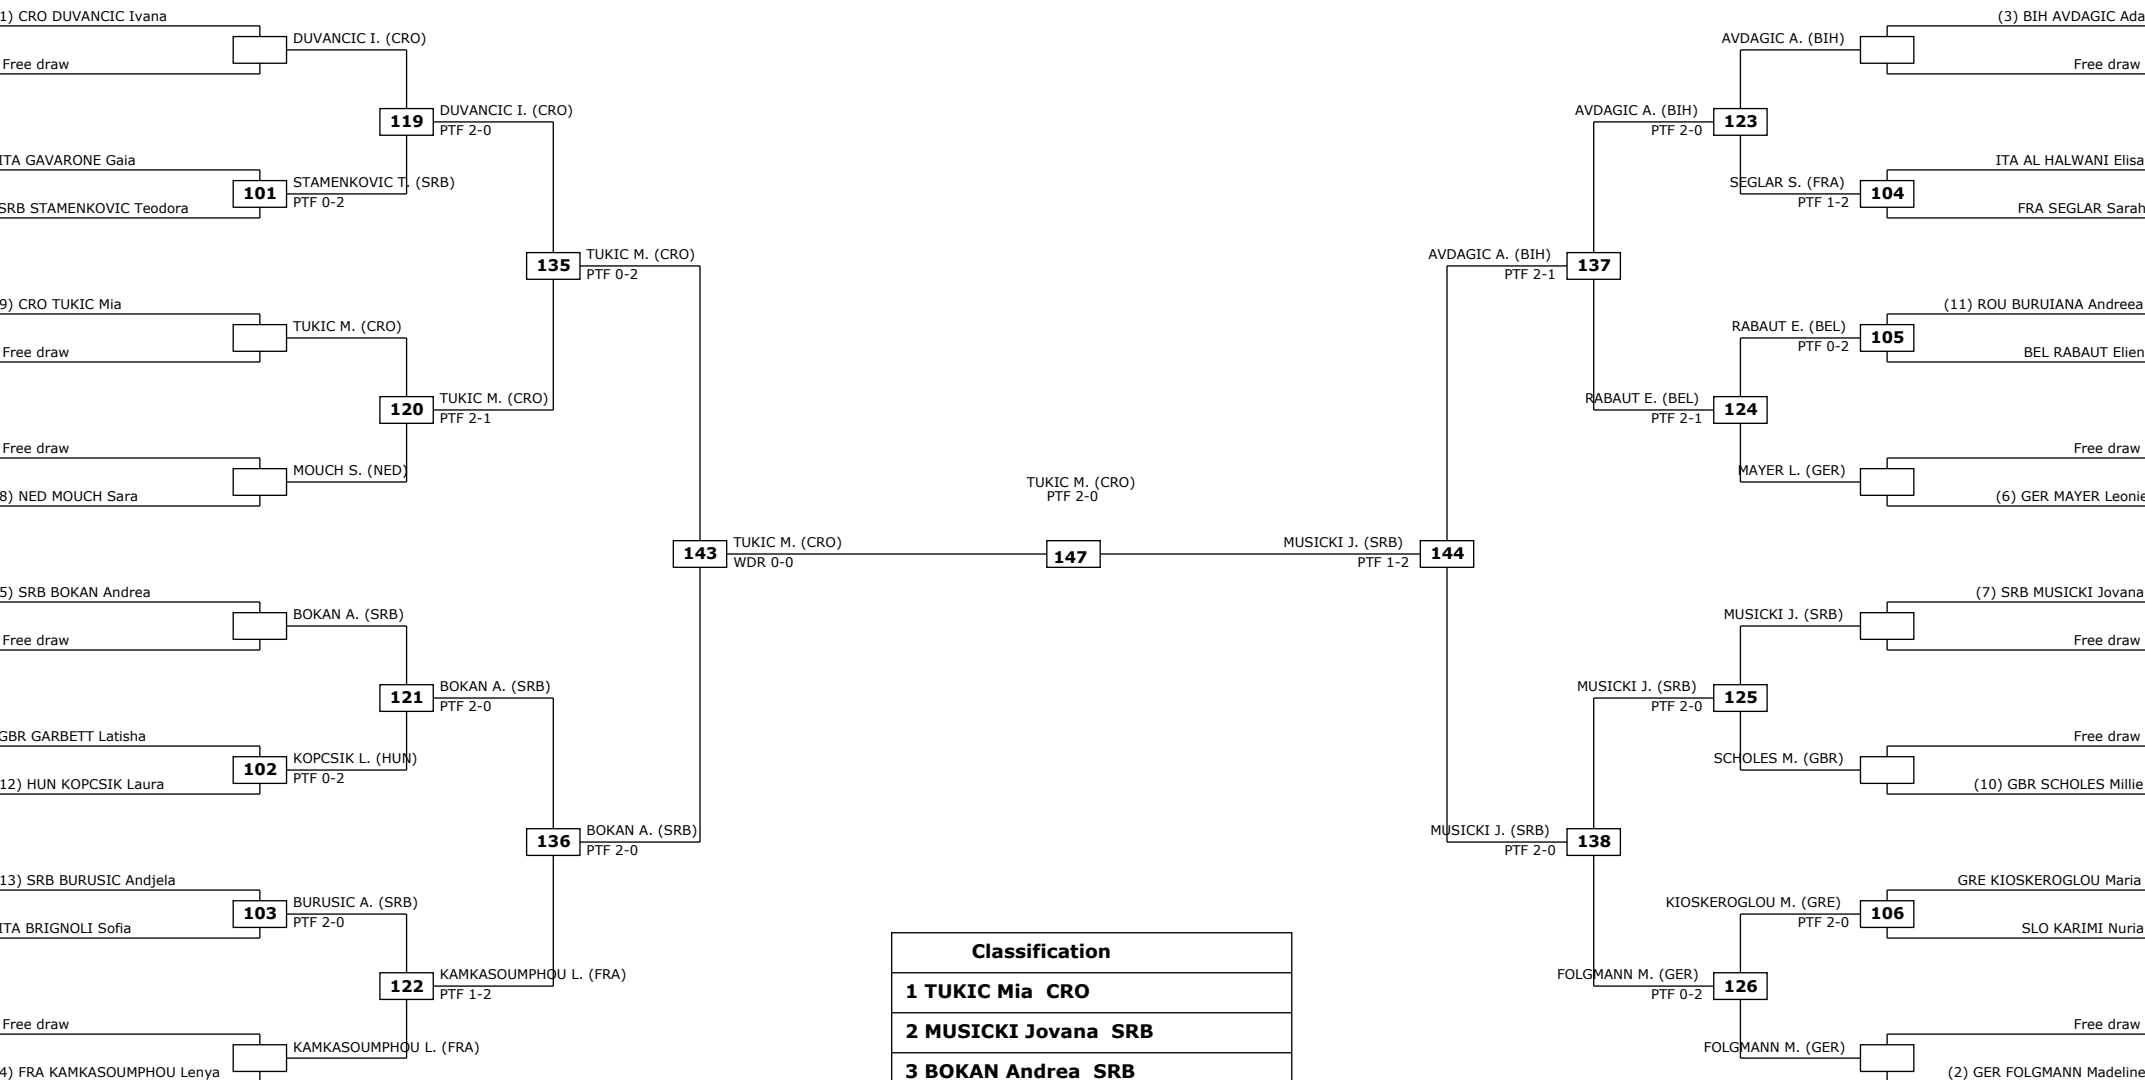 1) CRO DUVANCIC Ivana
Free draw
DUVANCIC I. (CRO)
119
DUVANCIC I. (CRO)
PTF 2-0
ITA GAVARONE Gaia
SRB STAMENKOVIC Teodora
101
STAMENKOVIC T. (SRB)
PTF 0-2
135
TUKIC M. (CRO)
PTF 0-2
9) CRO TUKIC Mia
Free draw
TUKIC M. (CRO)
120
TUKIC M. (CRO)
PTF 2-1
Free draw
8) NED MOUCH Sara
MOUCH S. (NED)
143
TUKIC M. (CRO)
WDR 0-0
5) SRB BOKAN Andrea
Free draw
BOKAN A. (SRB)
121
BOKAN A. (SRB)
PTF 2-0
GBR GARBETT Latisha
12) HUN KOPCSIK Laura
102
KOPCSIK L. (HUN)
PTF 0-2
136
BOKAN A. (SRB)
PTF 2-0
13) SRB BURUSIC Andjela
ITA BRIGNOLI Sofia
103
BURUSIC A. (SRB)
PTF 2-0
122
KAMKASOUMPHOU L. (FRA)
PTF 1-2
Free draw
4) FRA KAMKASOUMPHOU Lenya
KAMKASOUMPHOU L. (FRA)
TUKIC M. (CRO)
PTF 2-0
147
(3) BIH AVDAGIC Ada
Free draw
AVDAGIC A. (BIH)
AVDAGIC A. (BIH)
PTF 2-0
123
ITA AL HALWANI Elisa
FRA SEGLAR Sarah
SEGLAR S. (FRA)
PTF 1-2
104
AVDAGIC A. (BIH)
PTF 2-1
137
(11) ROU BURUIANA Andreea
BEL RABAUT Elien
RABAUT E. (BEL)
PTF 0-2
105
RABAUT E. (BEL)
PTF 2-1
124
Free draw
(6) GER MAYER Leonie
MAYER L. (GER)
MUSICKI J. (SRB)
PTF 1-2
144
(7) SRB MUSICKI Jovana
Free draw
MUSICKI J. (SRB)
MUSICKI J. (SRB)
PTF 2-0
125
Free draw
(10) GBR SCHOLES Millie
SCHOLES M. (GBR)
MUSICKI J. (SRB)
PTF 2-0
138
GRE KIOSKEROGLOU Maria
SLO KARIMI Nuria
KIOSKEROGLOU M. (GRE)
PTF 2-0
106
FOLGMANN M. (GER)
PTF 0-2
126
Free draw
(2) GER FOLGMANN Madeline
FOLGMANN M. (GER)
Classification
1 TUKIC Mia CRO
2 MUSICKI Jovana SRB
3 BOKAN Andrea SRB